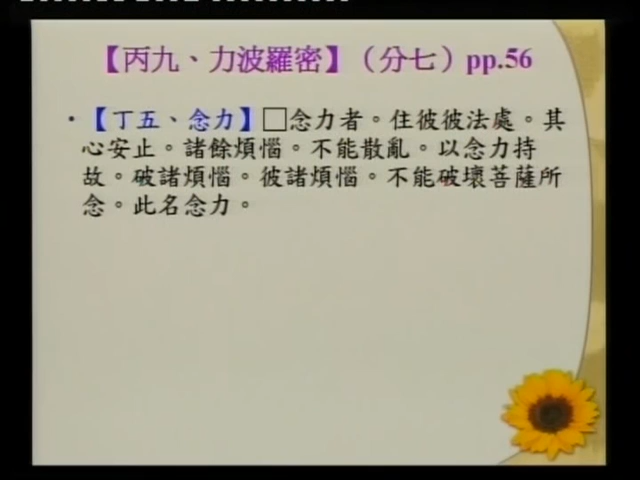 【丙九、力波羅密】（分七）pp.56
•【丁五、念力】□念力者。住彼彼法處。其
心安止。諸餘煩惱。不能散亂。以念力持
故。破諸煩惱。彼諸煩惱。不能破壞菩薩所
念。此名念力。